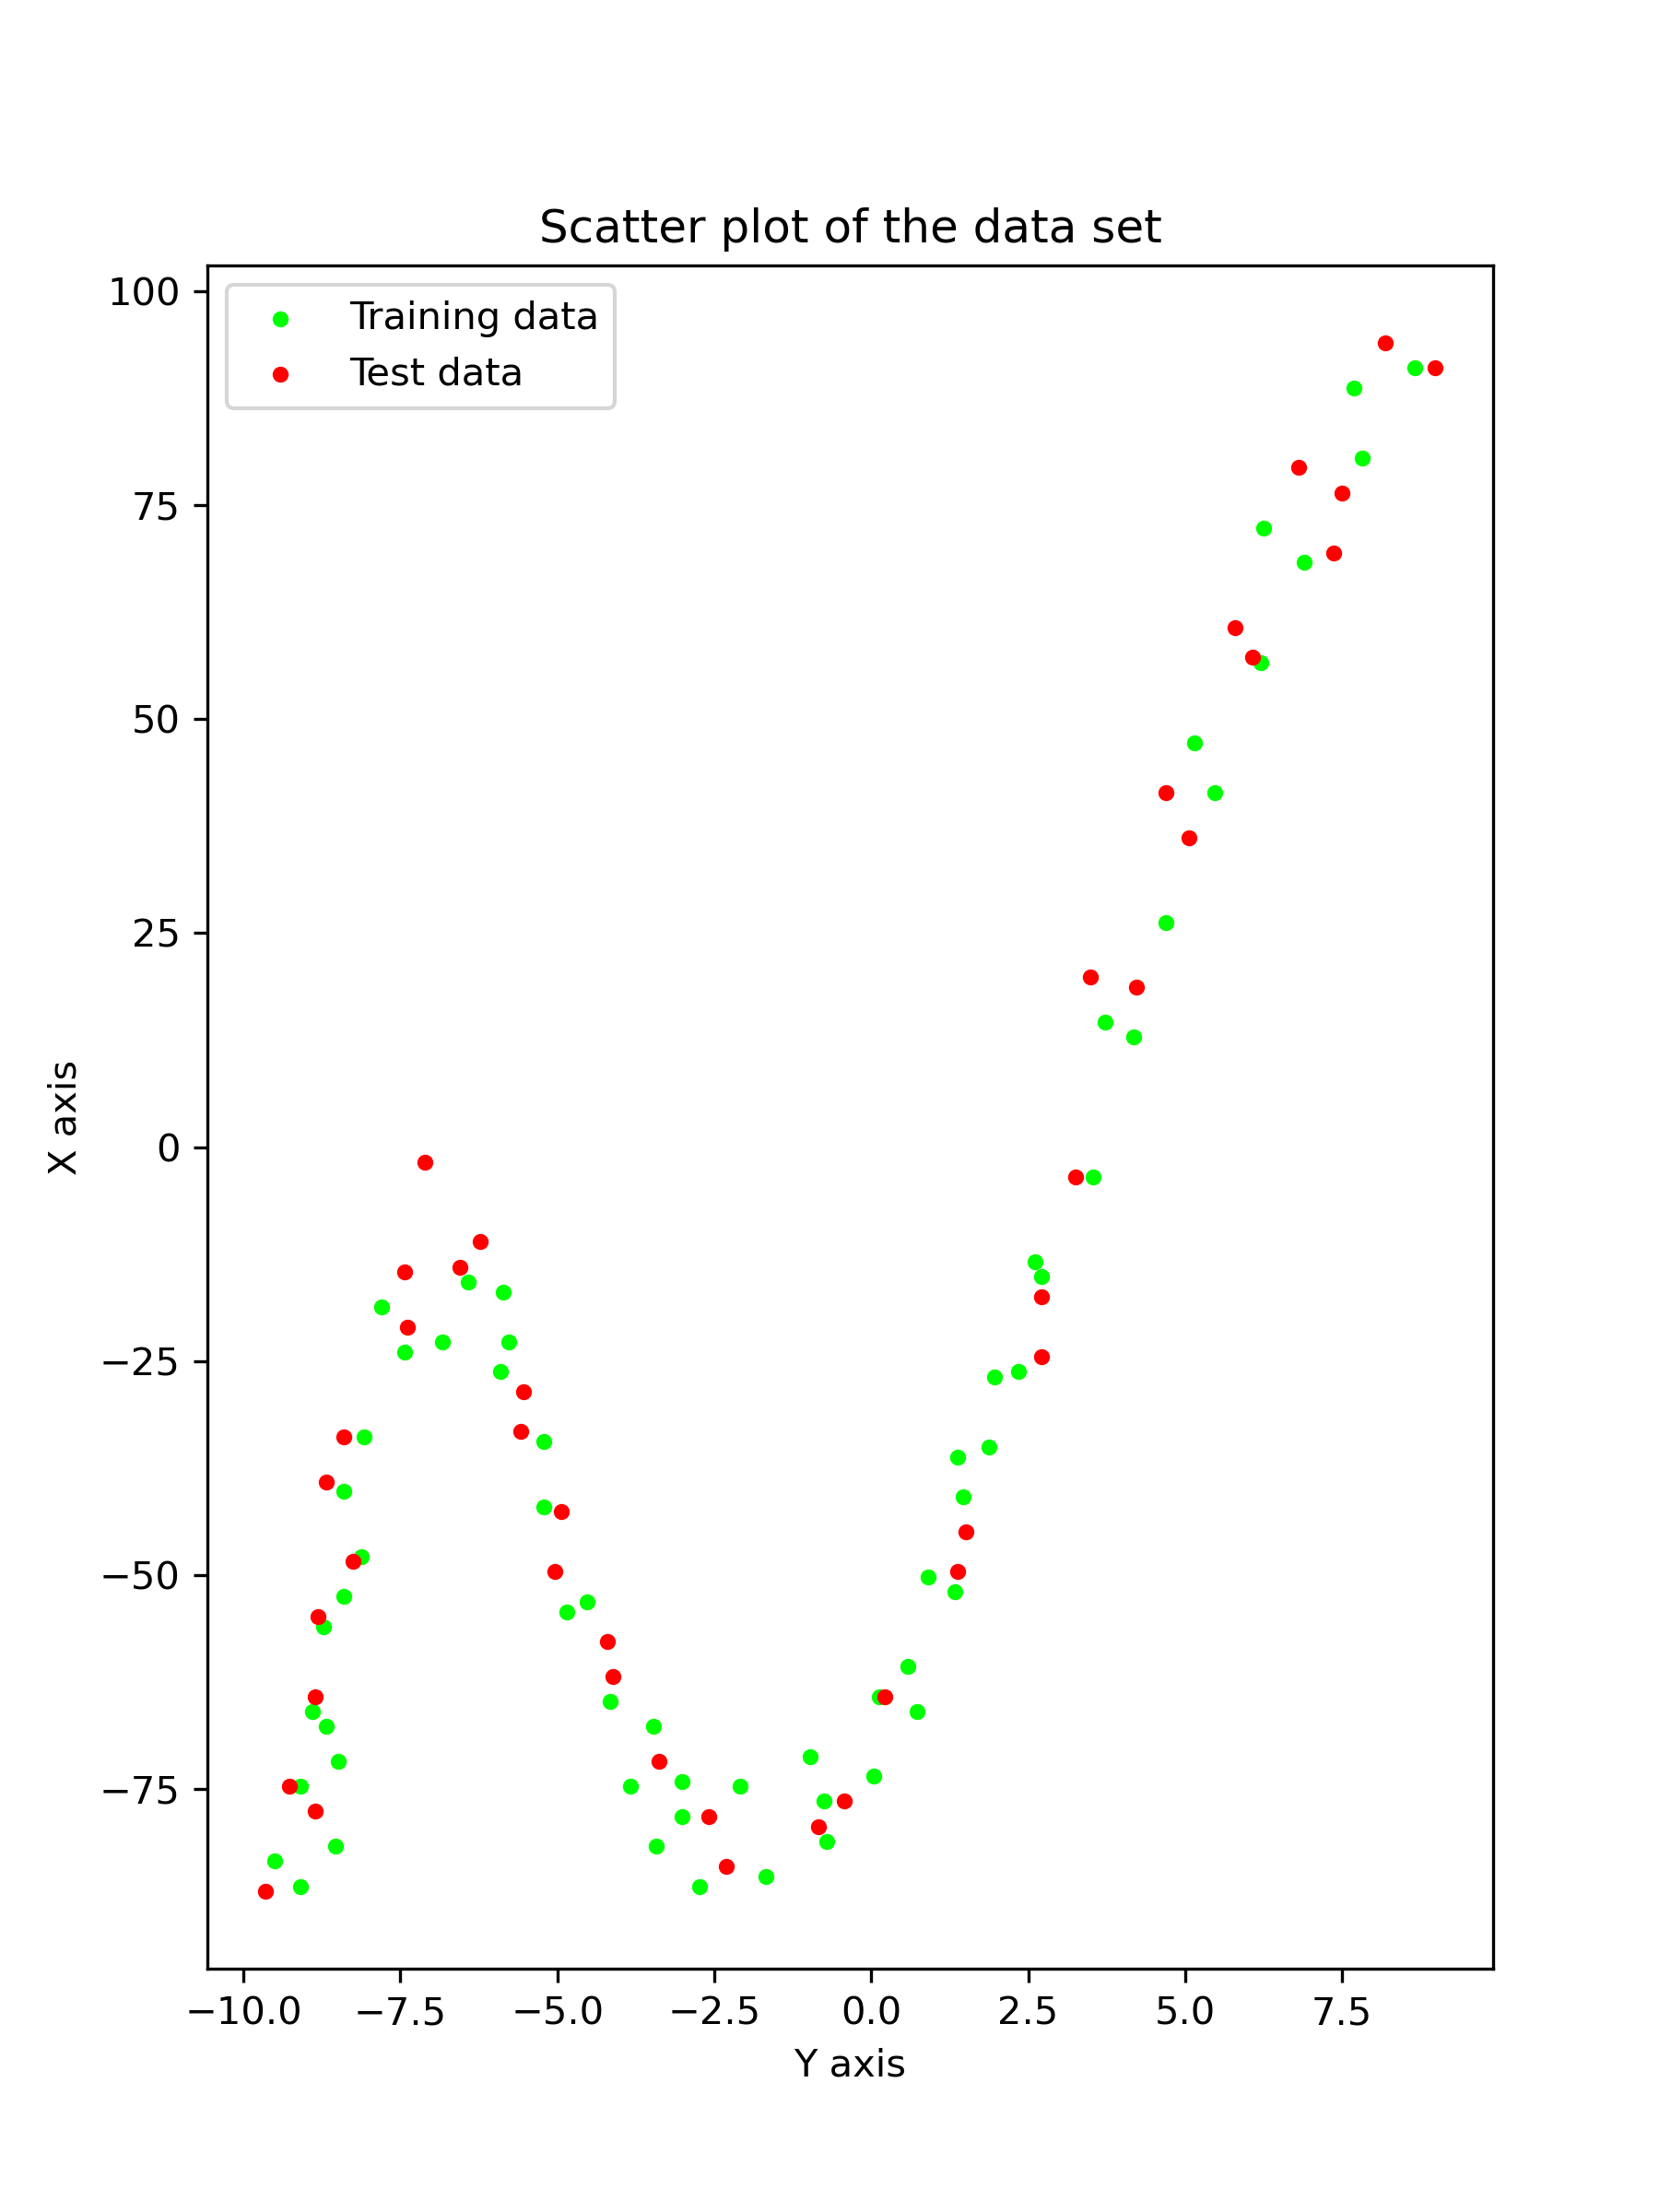 Scatter plot of the data set
Training data
Test data
100
75
50
25
0
−25
−50
−75
X axis
−10.0 −7.5 −5.0 −2.5 0.0 2.5 5.0 7.5
Y axis